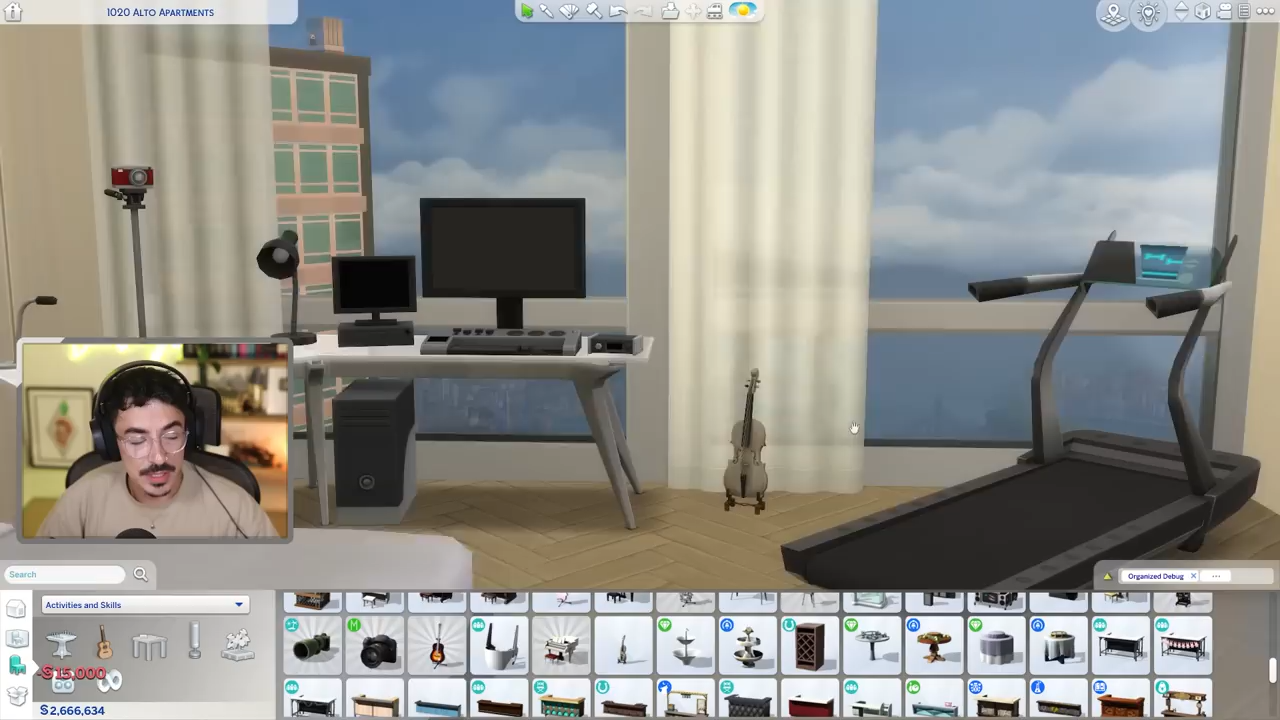 1020 ALTO APARTMENTS
Search
Organized Debug
Activities and Skills
-$15,000
$2,666,634